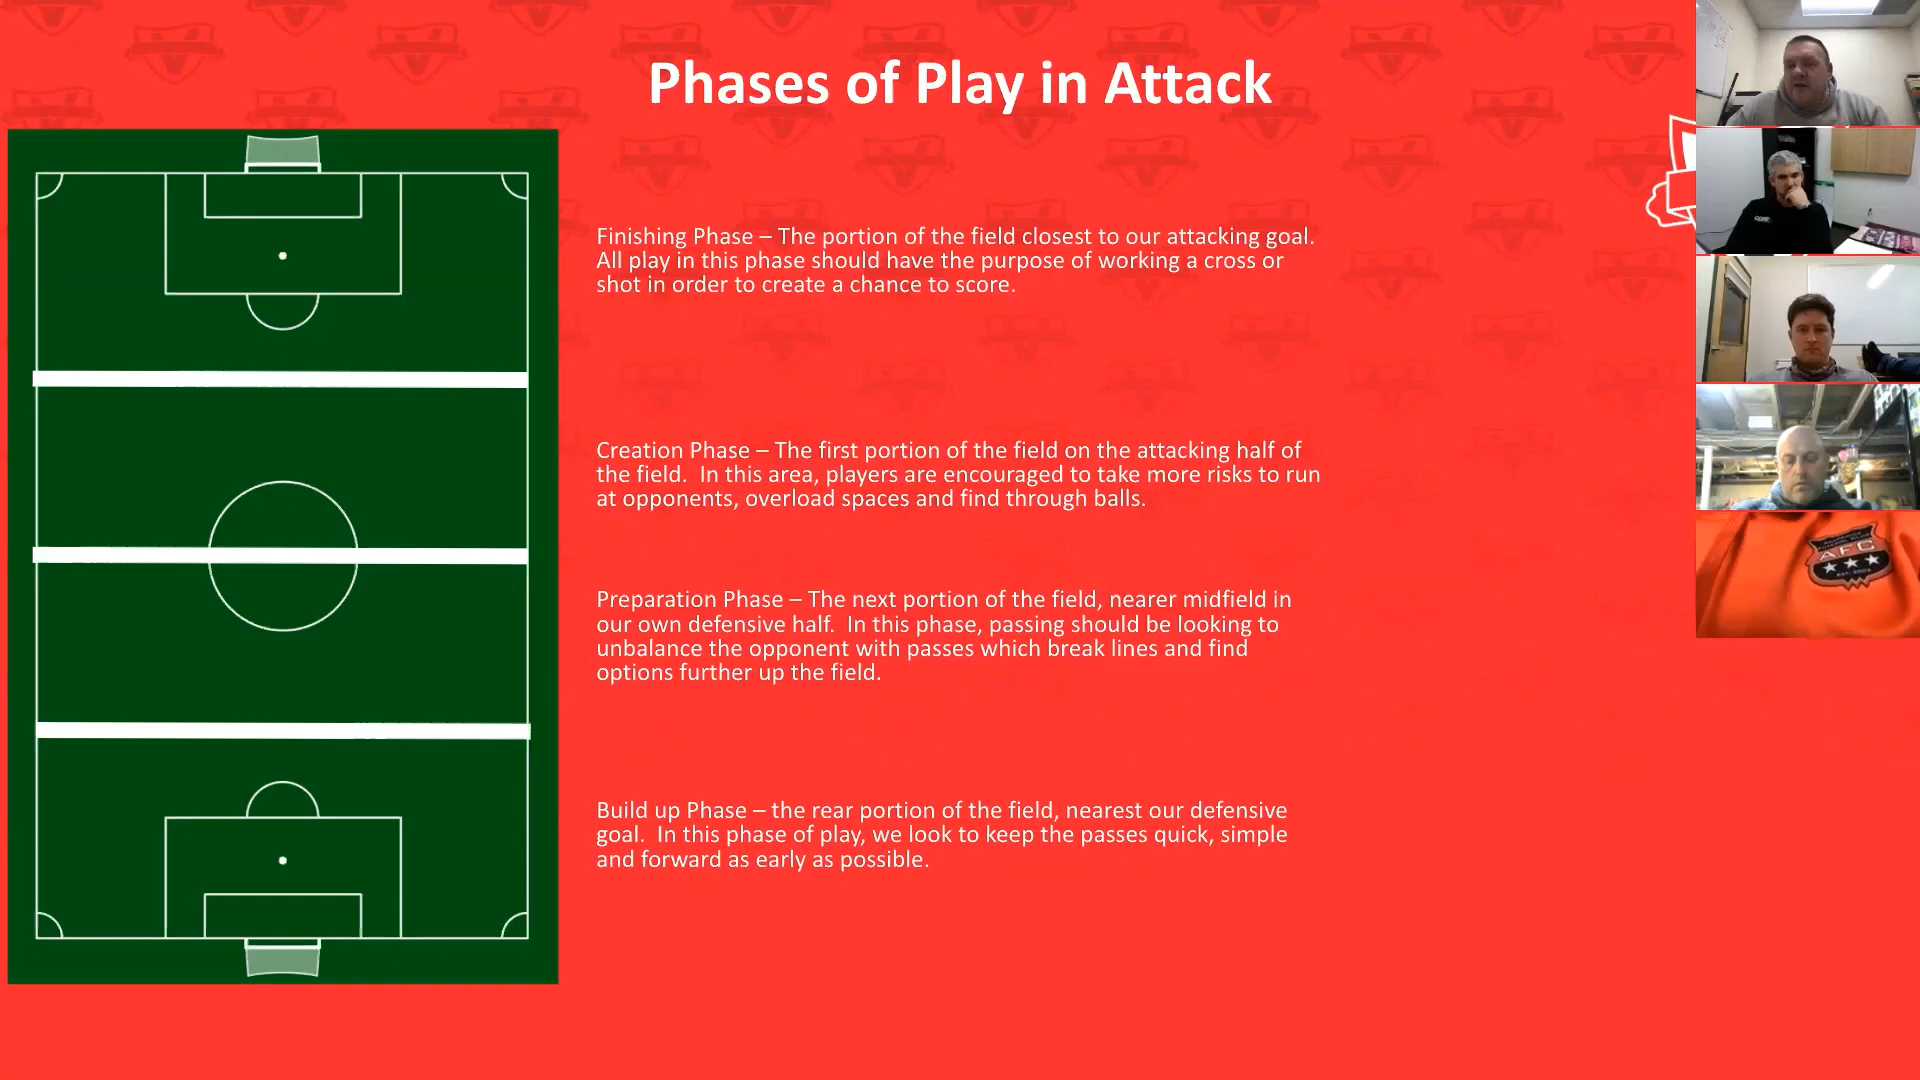 Phases of Play in Attack
Finishing Phase – The portion of the field closest to our attacking goal.
All play in this phase should have the purpose of working a cross or
shot in order to create a chance to score.
Creation Phase – The first portion of the field on the attacking half of
the field.  In this area, players are encouraged to take more risks to run
at opponents, overload spaces and find through balls.
Preparation Phase – The next portion of the field, nearer midfield in
our own defensive half.  In this phase, passing should be looking to
unbalance the opponent with passes which break lines and find
options further up the field.
Build up Phase – the rear portion of the field, nearest our defensive
goal.  In this phase of play, we look to keep the passes quick, simple
and forward as early as possible.
AFC